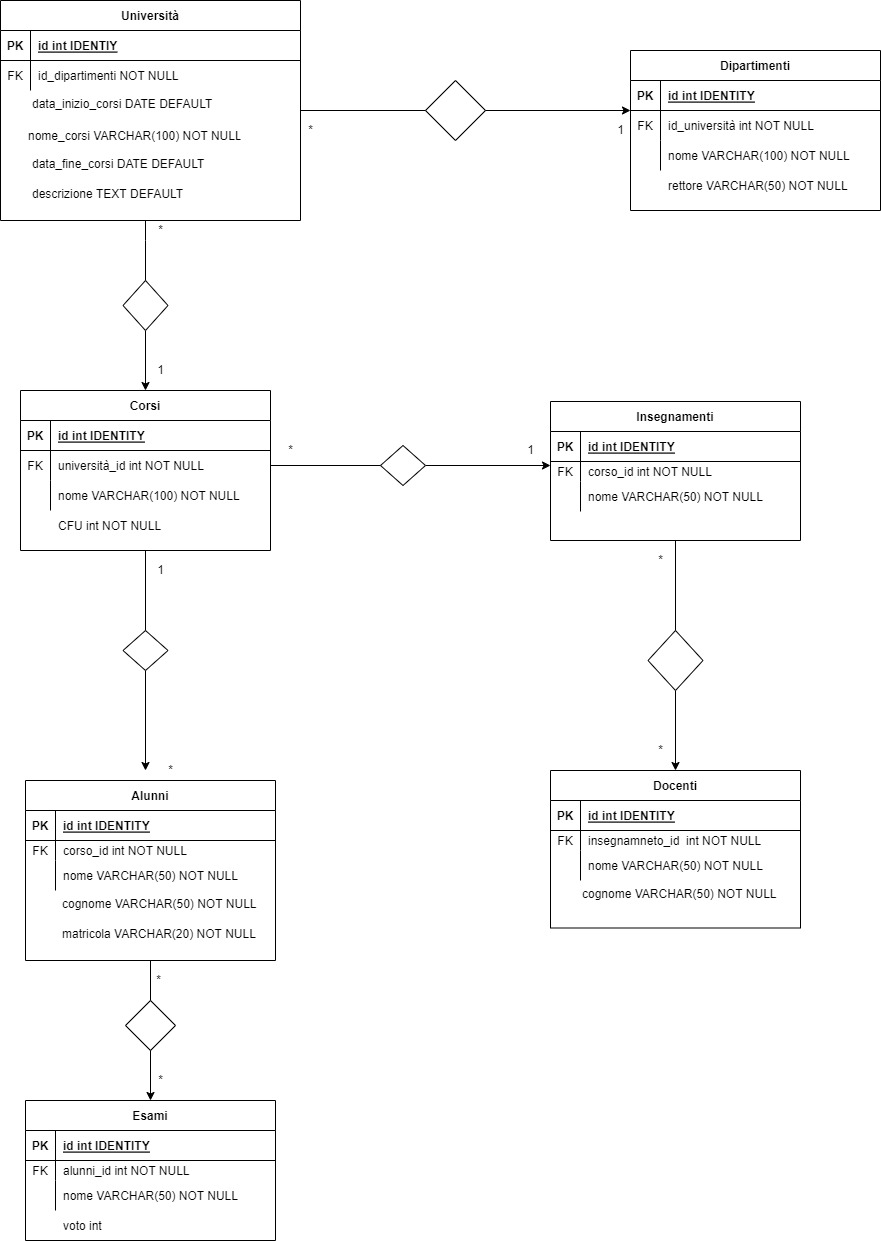 Università
PK id int IDENTIY
FK id_dipartimenti NOT NULL
data_inizio_corsi DATE DEFAULT
nome_corsi VARCHAR(100) NOT NULL
data_fine_corsi DATE DEFAULT
descrizione TEXT DEFAULT
*
1
Dipartimenti
PK id int IDENTITY
FK id_università int NOT NULL
nome VARCHAR(100) NOT NULL
rettore VARCHAR(50) NOT NULL
*
1
Corsi
PK id int IDENTITY
FK università_id int NOT NULL
nome VARCHAR(100) NOT NULL
CFU int NOT NULL
*
1
Insegnamenti
PK id int IDENTITY
FK corso_id int NOT NULL
nome VARCHAR(50) NOT NULL
1
*
*
*
Alunni
PK id int IDENTITY
FK corso_id int NOT NULL
nome VARCHAR(50) NOT NULL
cognome VARCHAR(50) NOT NULL
matricola VARCHAR(20) NOT NULL
Docenti
PK id int IDENTITY
FK insegnamneto_id int NOT NULL
nome VARCHAR(50) NOT NULL
cognome VARCHAR(50) NOT NULL
*
*
Esami
PK id int IDENTITY
FK alunni_id int NOT NULL
nome VARCHAR(50) NOT NULL
voto int